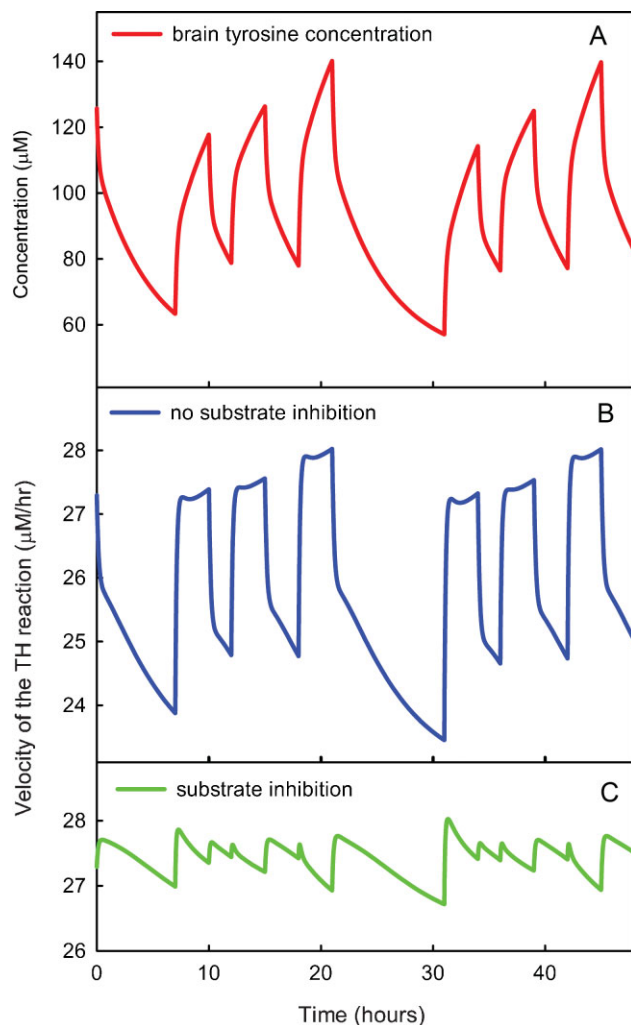 brain tyrosine concentration
A
140
120
100
80
60
Concentration (μM)
no substrate inhibition
B
28
27
26
25
24
Velocity of the TH reaction (μM/hr)
substrate inhibition
C
28
27
26
0
10
20
30
40
Time (hours)